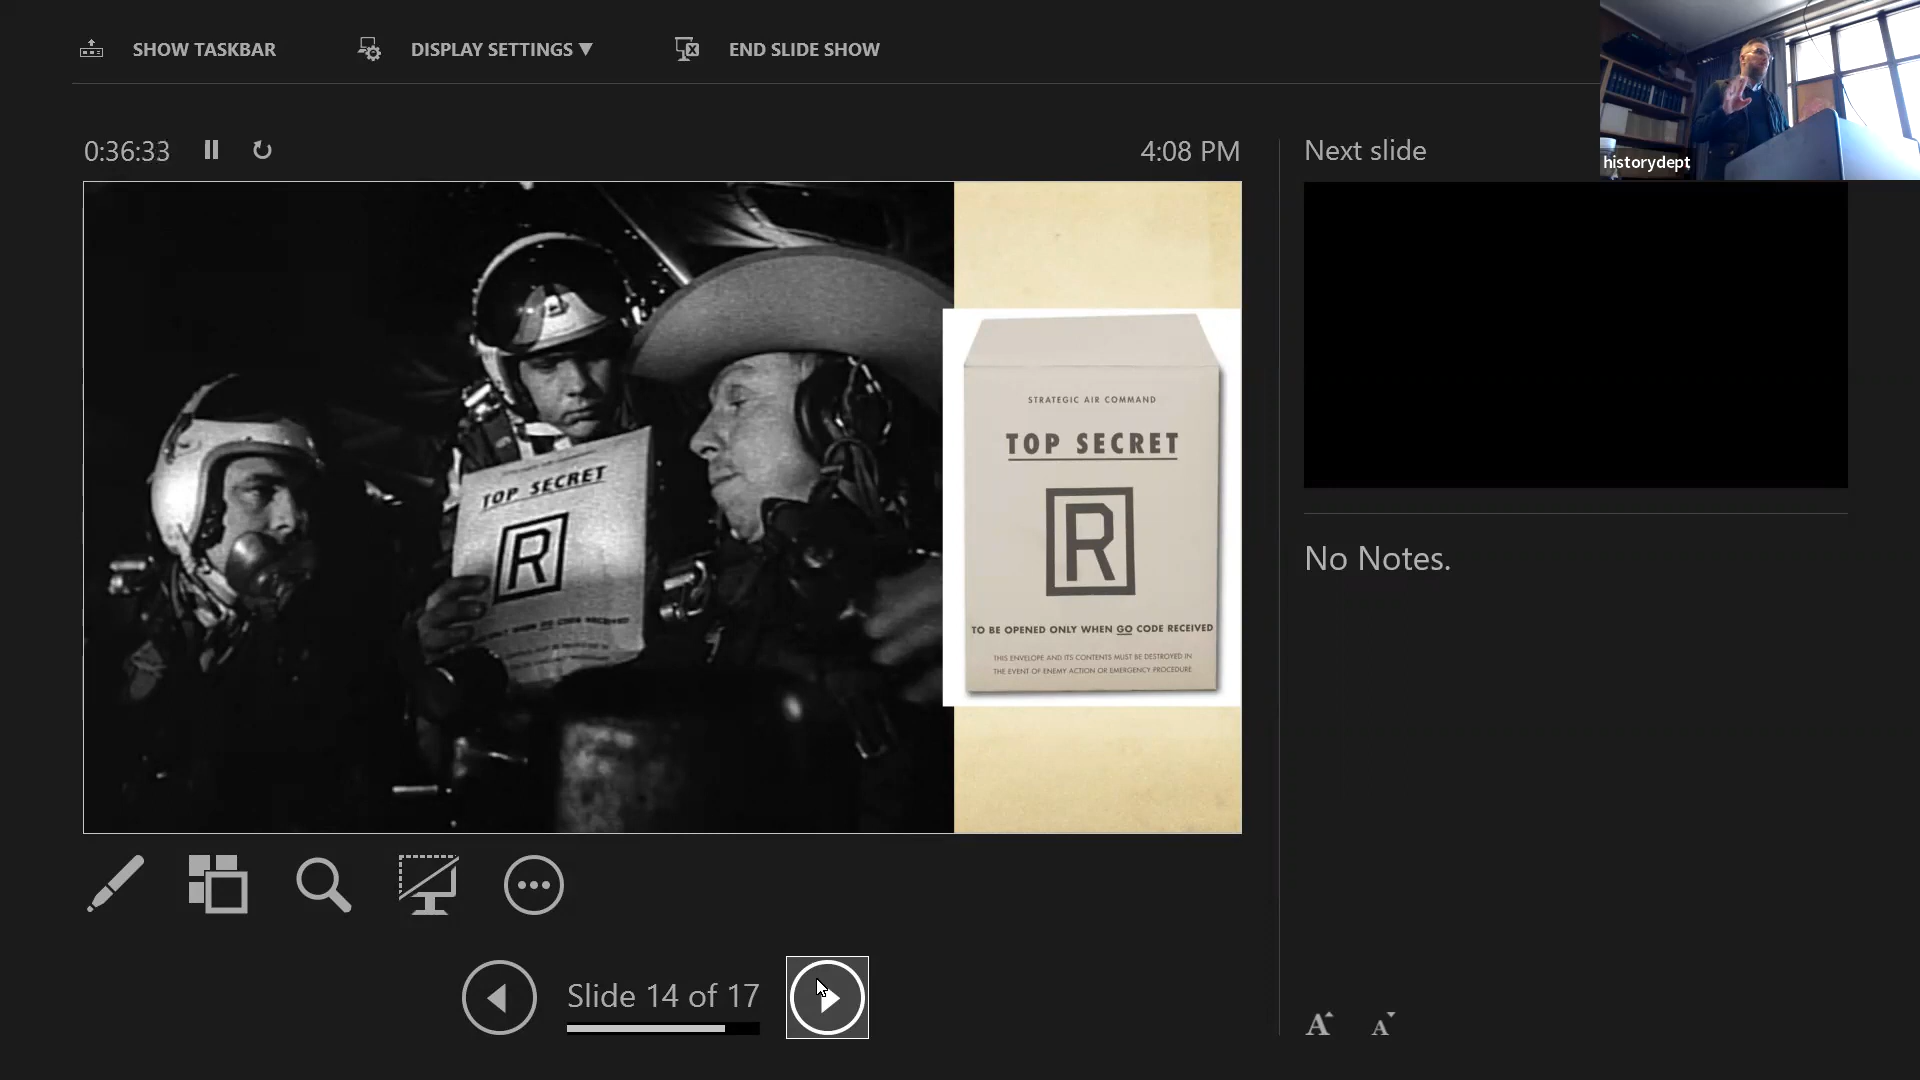 SHOW TASKBAR
DISPLAY SETTINGS ▼
END SLIDE SHOW
historydept
0:36:33
4:08 PM
Next slide
TOP SECRET
R
CODE RECEIVED
STRATEGIC AIR COMMAND
TOP SECRET
R
TO BE OPENED ONLY WHEN GO CODE RECEIVED
THIS ENVELOPE AND ITS CONTENTS MUST BE DESTROYED IN
THE EVENT OF ENEMY ACTION OR EMERGENCY PROCEDURE
No Notes.
Slide 14 of 17
A
A